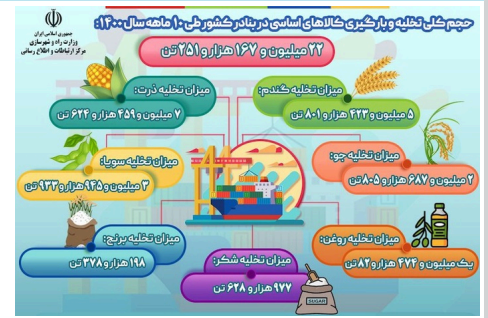 حجم کلی تخلیه و بارگیری کالاهای اساسی در بنادر کشور طی ۱۰ ماهه سال ۱۴۰۰:
۲۲ میلیون و ۱۶۷ هزار و ۲۵۱ تن
جمهوری اسلامی ایران
وزارت راه و شهرسازی
مرکز ارتباطات و اطلاع رسانی
میزان تخلیه گندم:
۵ میلیون و ۴۲۳ هزار و ۸۰۱ تن
میزان تخلیه ذرت:
۷ میلیون و ۴۵۹ هزار و ۶۲۴ تن
میزان تخلیه جو:
۲ میلیون و ۶۸۷ هزار و ۸۰۵ تن
میزان تخلیه سویا:
۳ میلیون و ۹۴۵ هزار و ۹۳۳ تن
میزان تخلیه روغن:
یک میلیون و ۴۷۴ هزار و ۸۲ تن
میزان تخلیه برنج:
۱۹۸ هزار و ۳۷۸ تن
میزان تخلیه شکر:
۹۷۷ هزار و ۶۲۸ تن
SUGAR